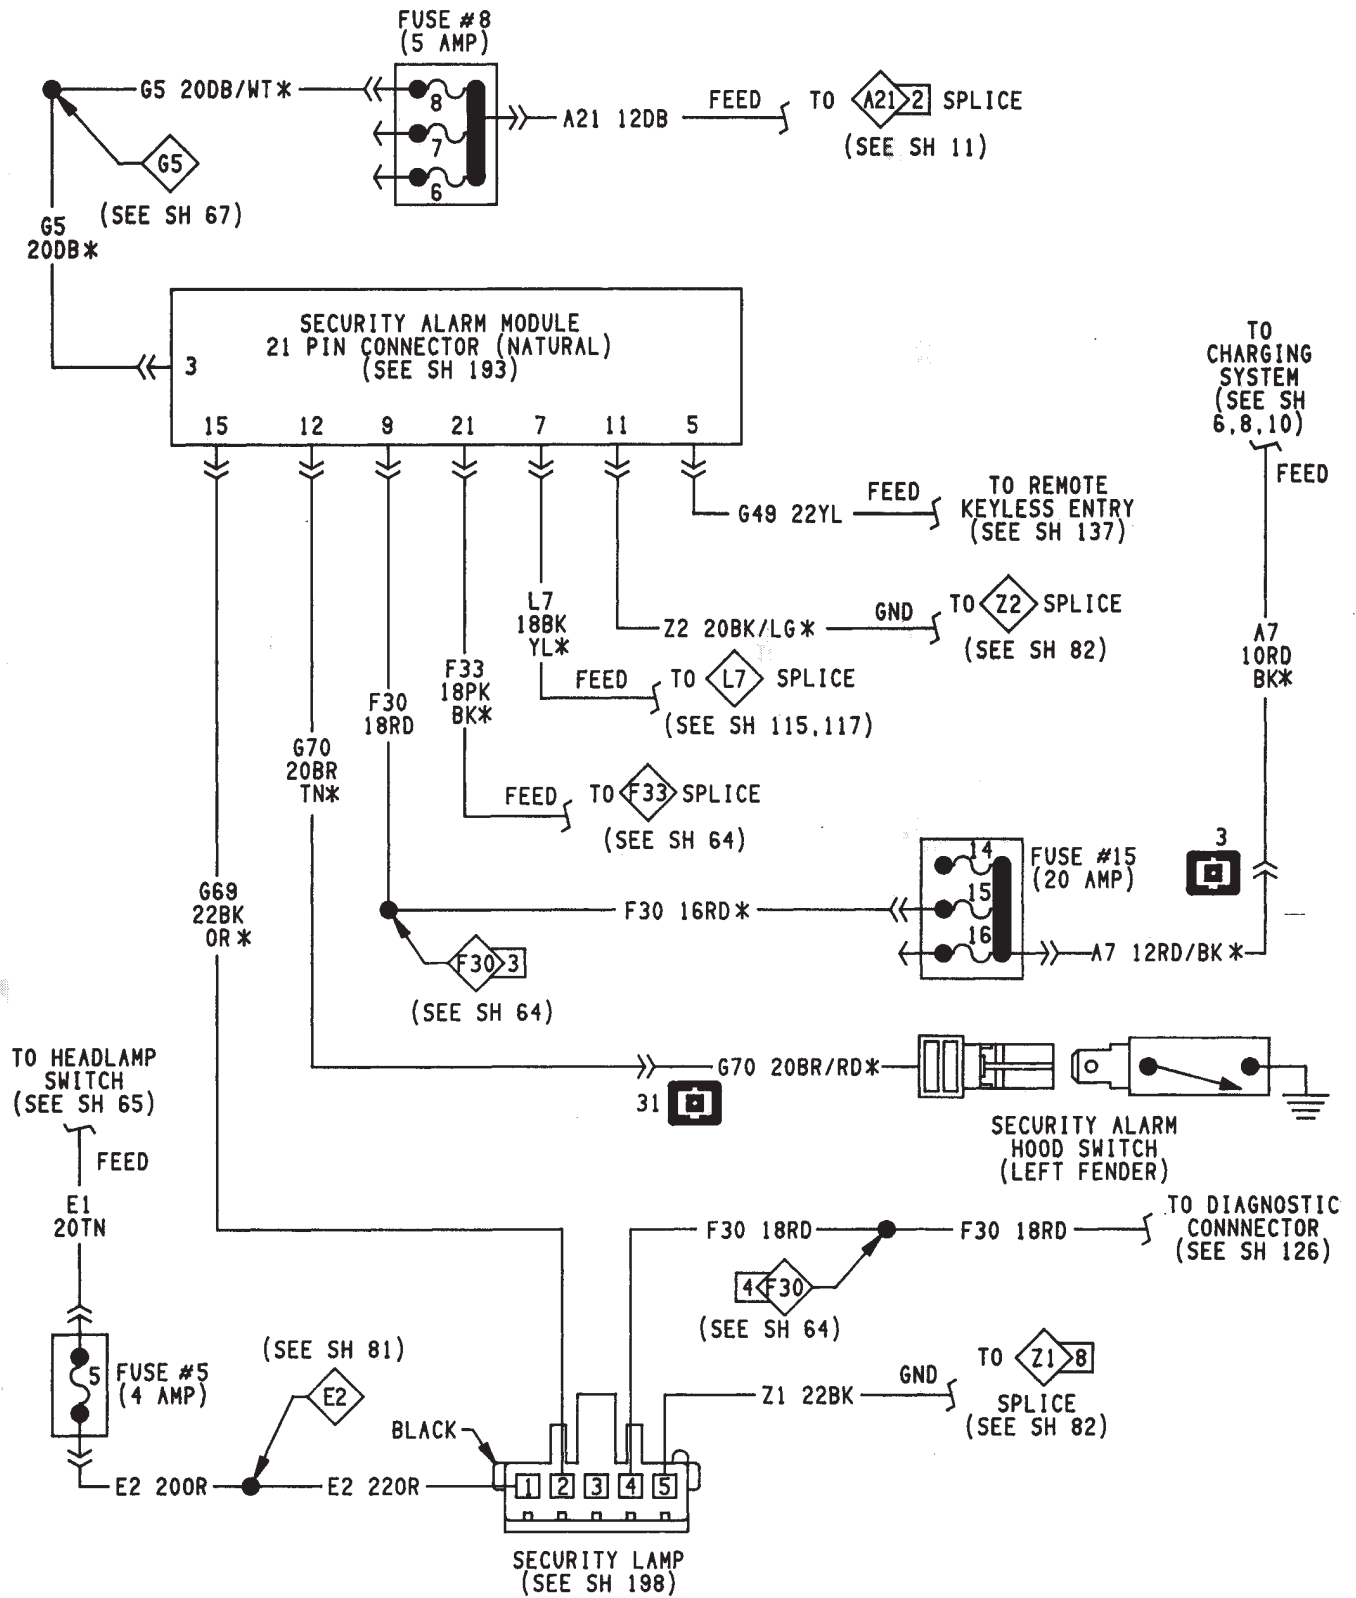 FUSE #8
(5 AMP)
G5 20DB/WT*
8
7
6
A21 12DB
FEED
TO A21 2 SPLICE
(SEE SH 11)
G5
(SEE SH 67)
G5
20DB*
SECURITY ALARM MODULE
21 PIN CONNECTOR (NATURAL)
(SEE SH 193)
3
15 12 9 21 7 11 5
TO
CHARGING
SYSTEM
(SEE SH
6,8,10)
FEED
G49 22YL
FEED
TO REMOTE
KEYLESS ENTRY
(SEE SH 137)
L7
18BK
YL*
Z2 20BK/LG*
GND
TO Z2 SPLICE
(SEE SH 82)
A7
10RD
BK*
FEED
TO L7 SPLICE
(SEE SH 115,117)
F33
18PK
BK*
F30
18RD
G70
20BR
TN*
FEED
TO F33 SPLICE
(SEE SH 64)
G69
22BK
OR*
14
15
16
FUSE #15
(20 AMP)
3
F30 16RD*
A7 12RD/BK*
F30 3
(SEE SH 64)
TO HEADLAMP
SWITCH
(SEE SH 65)
FEED
G70 20BR/RD*
31
SECURITY ALARM
HOOD SWITCH
(LEFT FENDER)
E1
20TN
F30 18RD
F30 18RD
TO DIAGNOSTIC
CONNNECTOR
(SEE SH 126)
4 F30
(SEE SH 64)
5
FUSE #5
(4 AMP)
(SEE SH 81)
E2
BLACK
Z1 22BK
GND
TO Z1 8
SPLICE
(SEE SH 82)
E2 20OR
E2 22OR
1 2 3 4 5
SECURITY LAMP
(SEE SH 198)